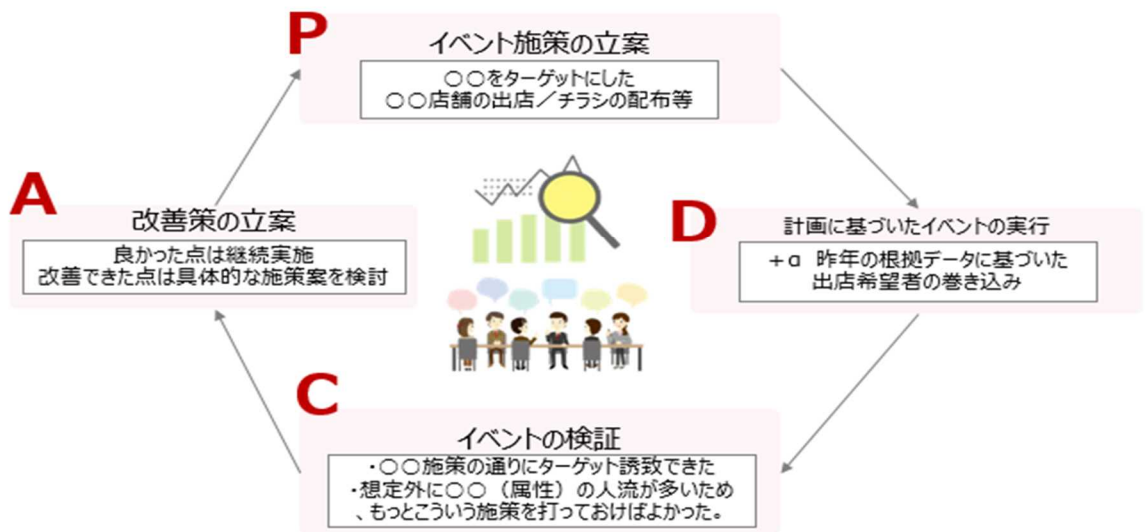 P
イベント施策の立案
○○をターゲットにした
○○店舗の出店／チラシの配布等
D
計画に基づいたイベントの実行
＋α 昨年の根拠データに基づいた
出店希望者の巻き込み
C
イベントの検証
・○○施策の通りにターゲット誘致できた
・想定外に○○（属性）の人流が多いため
、もっとこういう施策を打っておけばよかった。
A
改善策の立案
良かった点は継続実施
改善できた点は具体的な施策案を検討